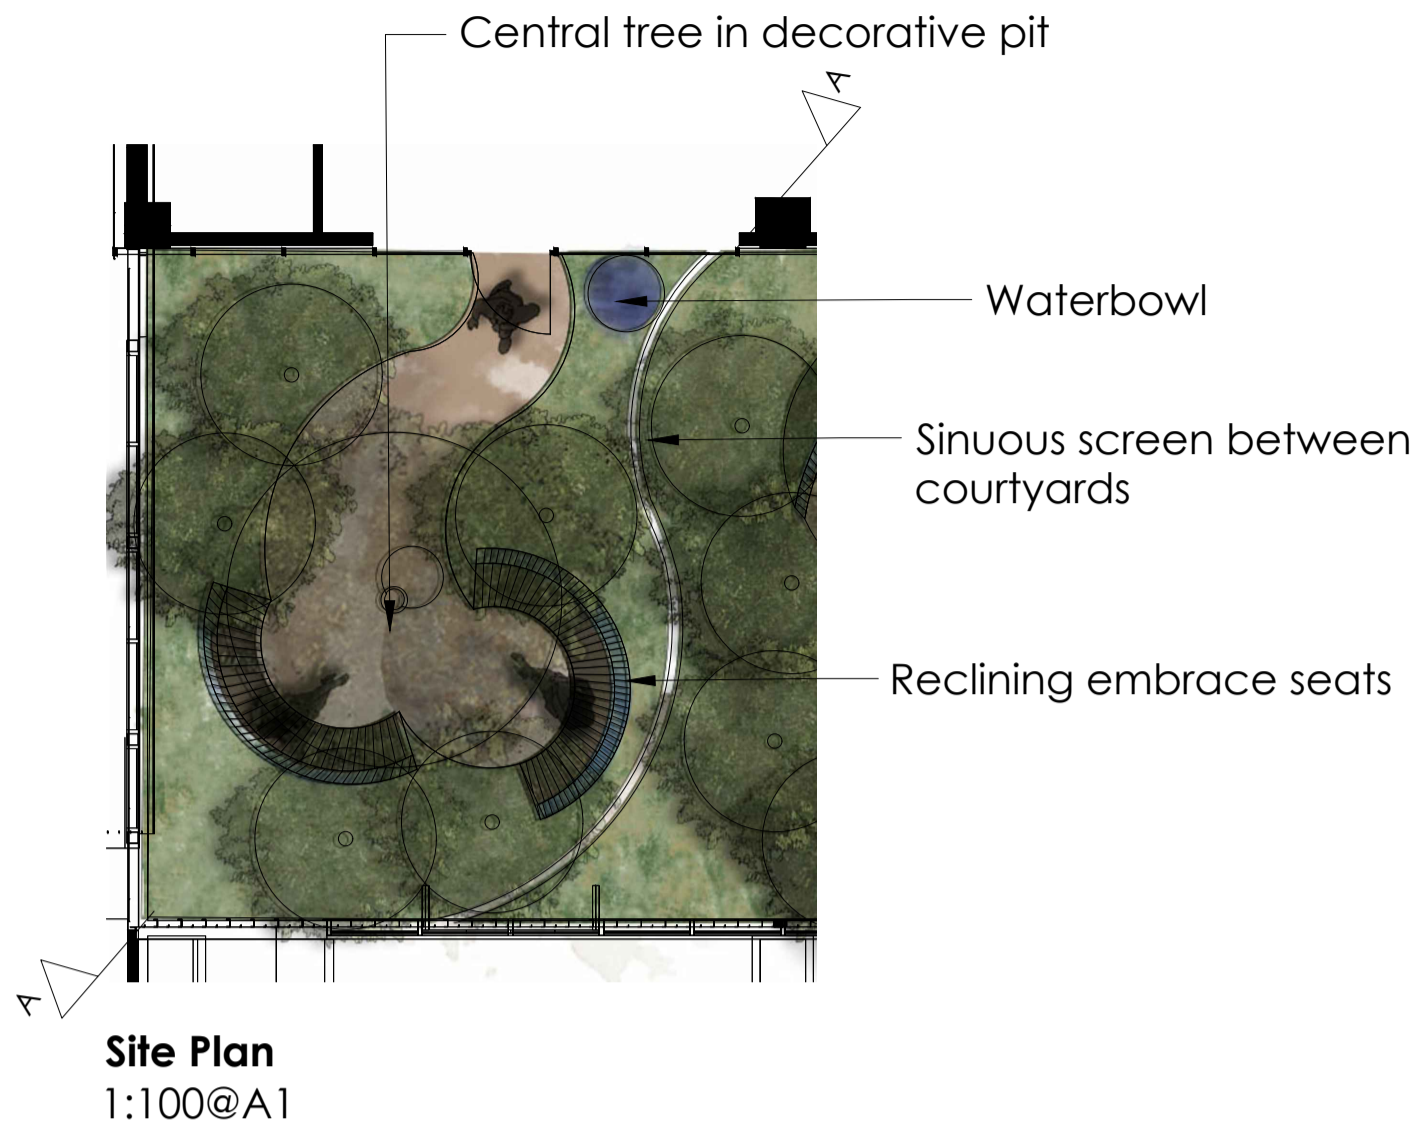 Central tree in decorative pit
A
Waterbowl
Sinuous screen between
courtyards
Reclining embrace seats
A
Site Plan
1:100@A1